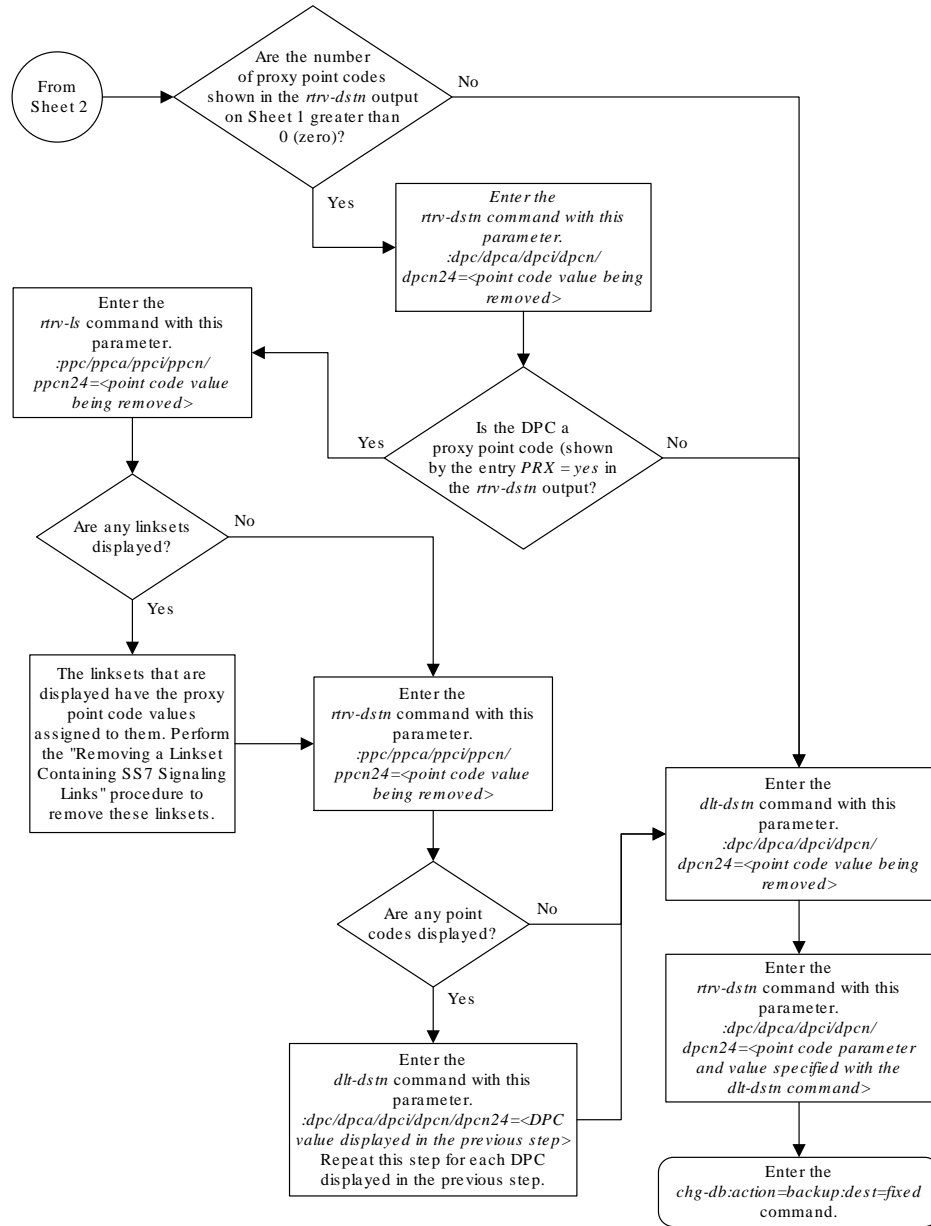 From
Sheet 2
Are the number
of proxy point codes
shown in the rtrv-dstn output
on Sheet 1 greater than
0 (zero)?
No
Yes
Enter the
rtrv-dstn command with this
parameter.
:dpc/dpca/dpci/dpcn/
dpcn24=<point code value being
removed>
Enter the
rtrv-ls command with this
parameter.
:ppc/ppca/ppci/ppcn/
ppcn24=<point code value
being removed>
Is the DPC a
proxy point code (shown
by the entry PRX = yes in
the rtrv-dstn output?
Yes
No
Are any linksets
displayed?
No
Yes
The linksets that are
displayed have the proxy
point code values
assigned to them. Perform
the "Removing a Linkset
Containing SS7 Signaling
Links" procedure to
remove these linksets.
Enter the
rtrv-dstn command with this
parameter.
:ppc/ppca/ppci/ppcn/
ppcn24=<point code value
being removed>
Enter the
dlt-dstn command with this
parameter.
:dpc/dpca/dpci/dpcn/
dpcn24=<point code value being
removed>
Are any point
codes displayed?
No
Yes
Enter the
rtrv-dstn command with this
parameter.
:dpc/dpca/dpci/dpcn/
dpcn24=<point code parameter
and value specified with the
dlt-dstn command>
Enter the
dlt-dstn command with this
parameter.
:dpc/dpca/dpci/dpcn/dpcn24=<DPC
value displayed in the previous step>
Repeat this step for each DPC
displayed in the previous step.
Enter the
chg-db:action=backup:dest=fixed
command.